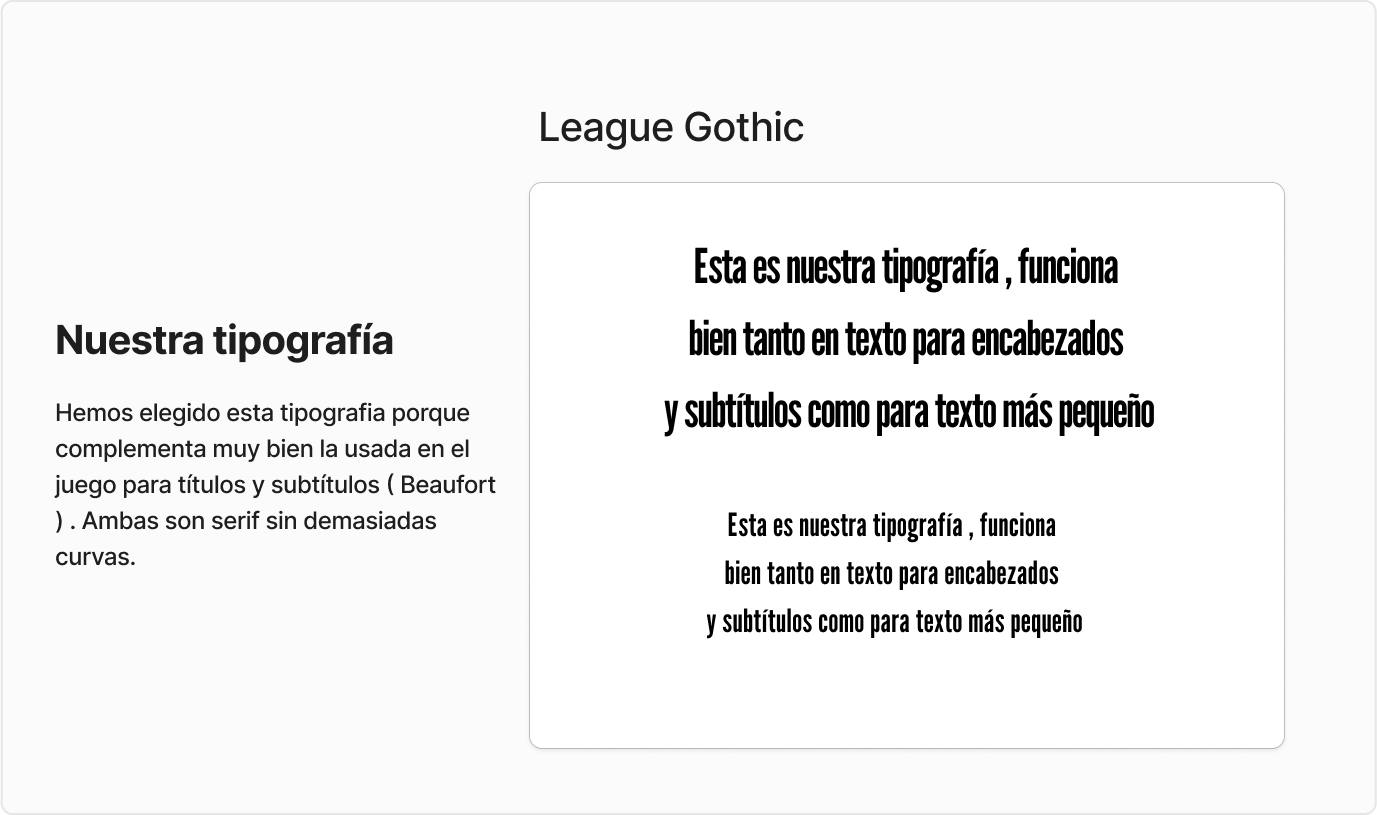 League Gothic
Nuestra tipografía
Hemos elegido esta tipografia porque
complementa muy bien la usada en el
juego para títulos y subtítulos ( Beaufort
) . Ambas son serif sin demasiadas
curvas.
Esta es nuestra tipografía , funciona
bien tanto en texto para encabezados
y subtítulos como para texto más pequeño
Esta es nuestra tipografía , funciona
bien tanto en texto para encabezados
y subtítulos como para texto más pequeño